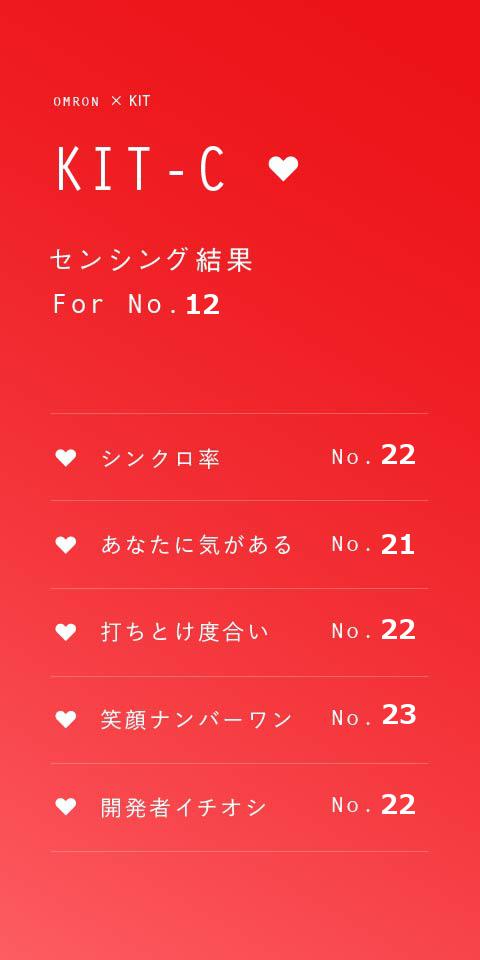 OMRON × KIT
KIT-C
センシング結果
For No.12
シンクロ率 No.22
あなたに気がある No.21
打ちとけ度合い No.22
笑顔ナンバーワン No.23
開発者イチオシ No.22